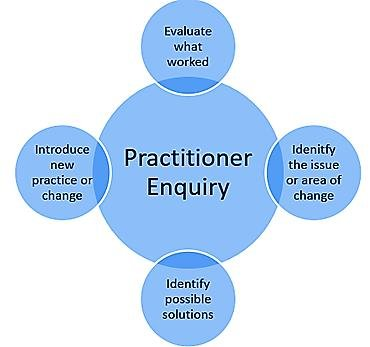 Evaluate
what
worked
Introduce
new
practice or
change
Practitioner
Enquiry
Idenitfy
the issue
or area of
change
Identify
possible
solutions